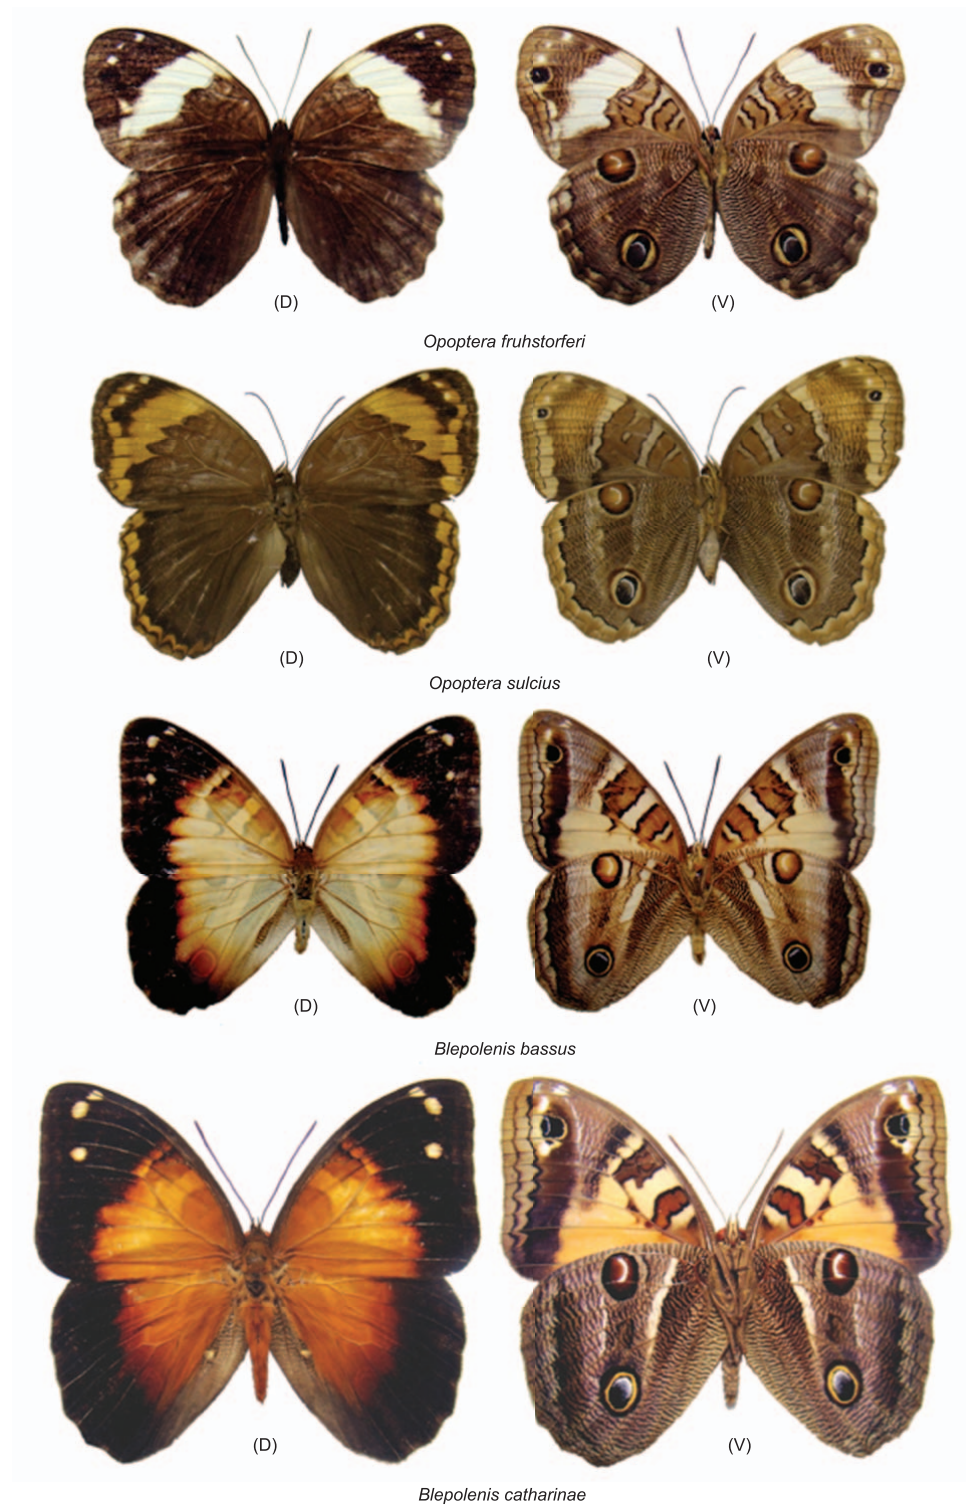 (D) (V)
Opoptera fruhstorferi
(D) (V)
Opoptera sulcius
(D) (V)
Blepolenis bassus
(D) (V)
Blepolenis catharinae